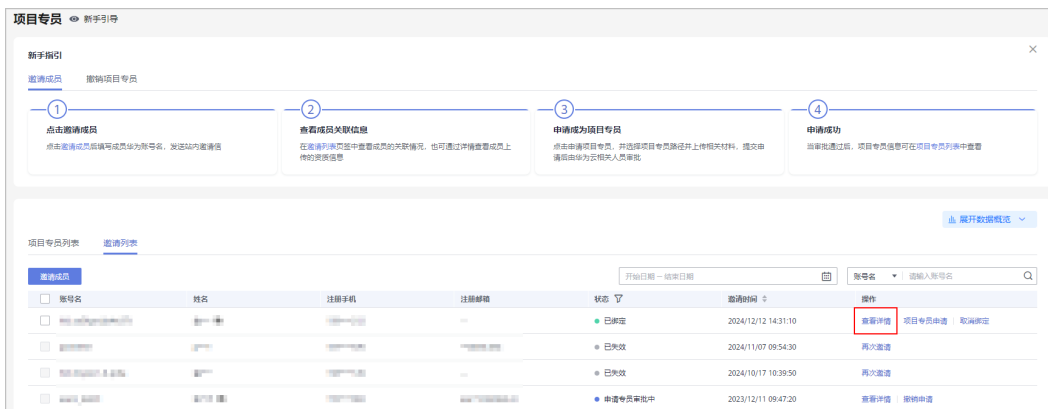 项目专员 新手引导
新手指引
邀请成员 撤销项目专员
1 2 3 4
点击邀请成员 查看成员关联信息 申请成为项目专员 申请成功
点击邀请成员后填写成员华为账号名,发送站内邀请信 在邀请列表页签中查看成员的关联情况,也可通过详情查看成员上 点击申请项目专员,并选择项目专员路径并上传相关材料,提交申 当审批通过后,项目专员信息可在项目专员列表中查看
传的资质信息 请后由华为云相关人员审批
展开数据概览
项目专员列表 邀请列表
邀请成员 开始日期 – 结束日期 账号名 请输入账号名
账号名 姓名 注册手机 注册邮箱 状态 邀请时间 操作
已绑定 2024/12/12 14:31:10 查看详情 项目专员申请 取消绑定
已失效 2024/11/07 09:54:30 再次邀请
已失效 2024/10/17 10:39:50 再次邀请
申请专员审批中 2023/12/11 09:47:20 查看详情 撤销申请